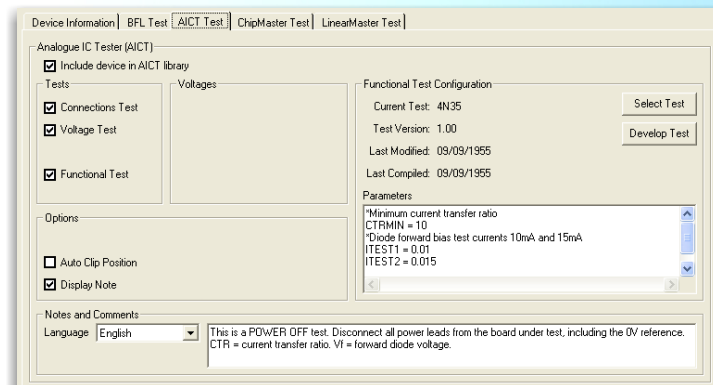 Device Information BFL Test AICT Test ChipMaster Test LinearMaster Test
Analogue IC Tester (AICT)
Include device in AICT library
Tests
Connections Test
Voltage Test
Functional Test
Voltages
Options
Auto Clip Position
Display Note
Functional Test Configuration
Current Test: 4N35
Test Version: 1.00
Last Modified: 09/09/1955
Last Compiled: 09/09/1955
Select Test
Develop Test
Parameters
*Minimum current transfer ratio
CTRMIN = 10
*Diode forward bias test currents 10mA and 15mA
ITEST1 = 0.01
ITEST2 = 0.015
Notes and Comments
Language English
This is a POWER OFF test. Disconnect all power leads from the board under test, including the 0V reference.
CTR = current transfer ratio. Vf = forward diode voltage.